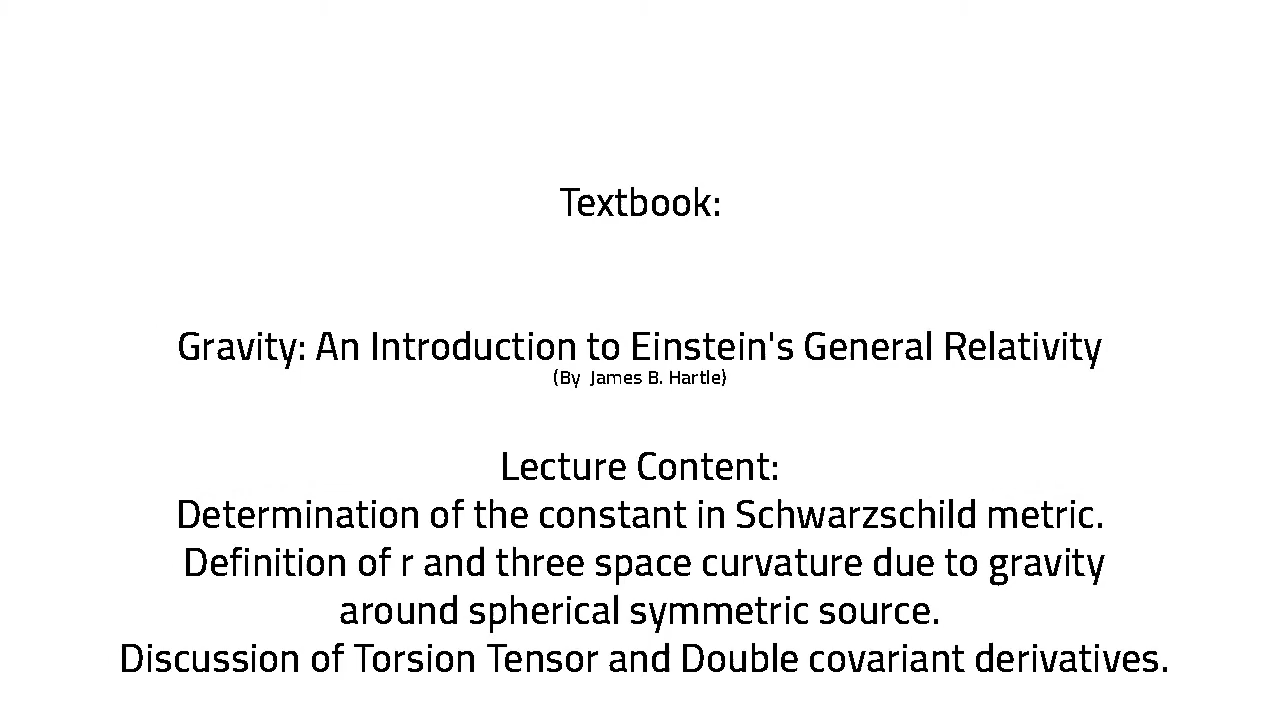 Textbook:
Gravity: An Introduction to Einstein's General Relativity
(By James B. Hartle)
Lecture Content:
Determination of the constant in Schwarzschild metric.
Definition of r and three space curvature due to gravity
around spherical symmetric source.
Discussion of Torsion Tensor and Double covariant derivatives.